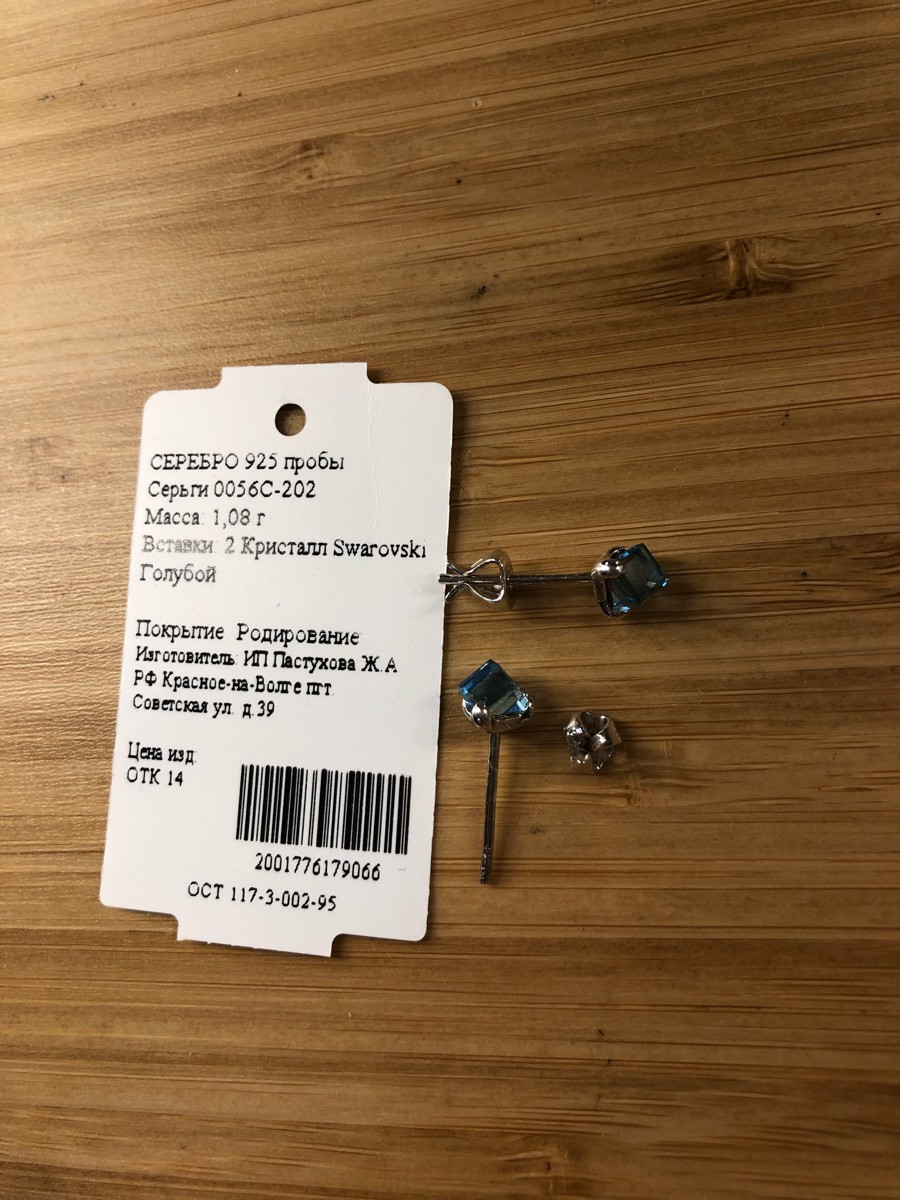 СЕРЕБРО 925 пробы
Серьги 0056С-202
Масса: 1,08 г
Вставки: 2 Кристалл Swarovski
Голубой
Покрытие Родирование
Изготовитель: ИП Пастухова Ж.А
РФ Красное-на-Волге пгт.
Советская ул. д.39
Цена изд:
ОТК 14
2001776179066
ОСТ 117-3-002-95